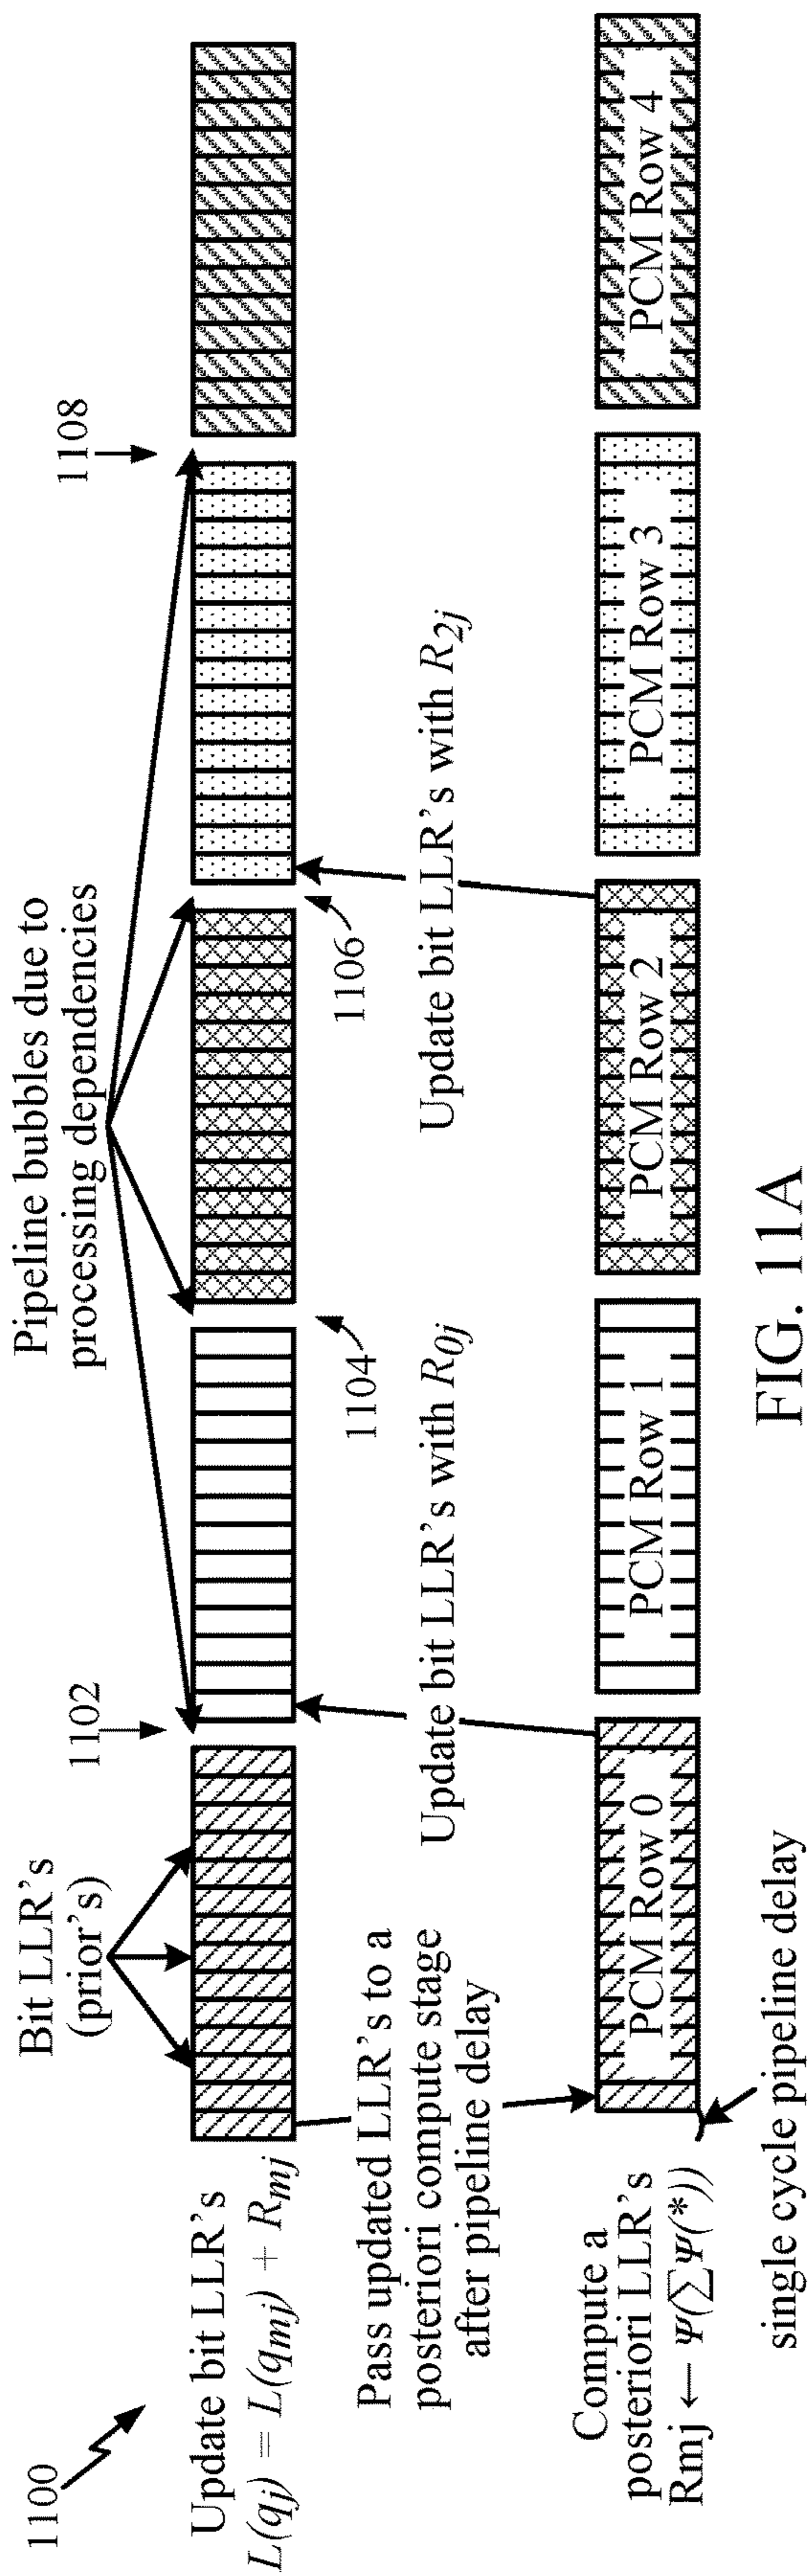 1100
Update bit LLR's
L(qj) = L(qmj) + Rmj
Bit LLR's
(prior's)
1102
Pipeline bubbles due to
processing dependencies
1108
Pass updated LLR's to a
posteriori compute stage
after pipeline delay
Update bit LLR's with R0j
1104
1106
Update bit LLR's with R2j
Compute a
posteriori LLR's
Rmj ← Ψ(∑Ψ(*))
PCM Row 0
PCM Row 1
PCM Row 2
PCM Row 3
PCM Row 4
single cycle pipeline delay
FIG. 11A